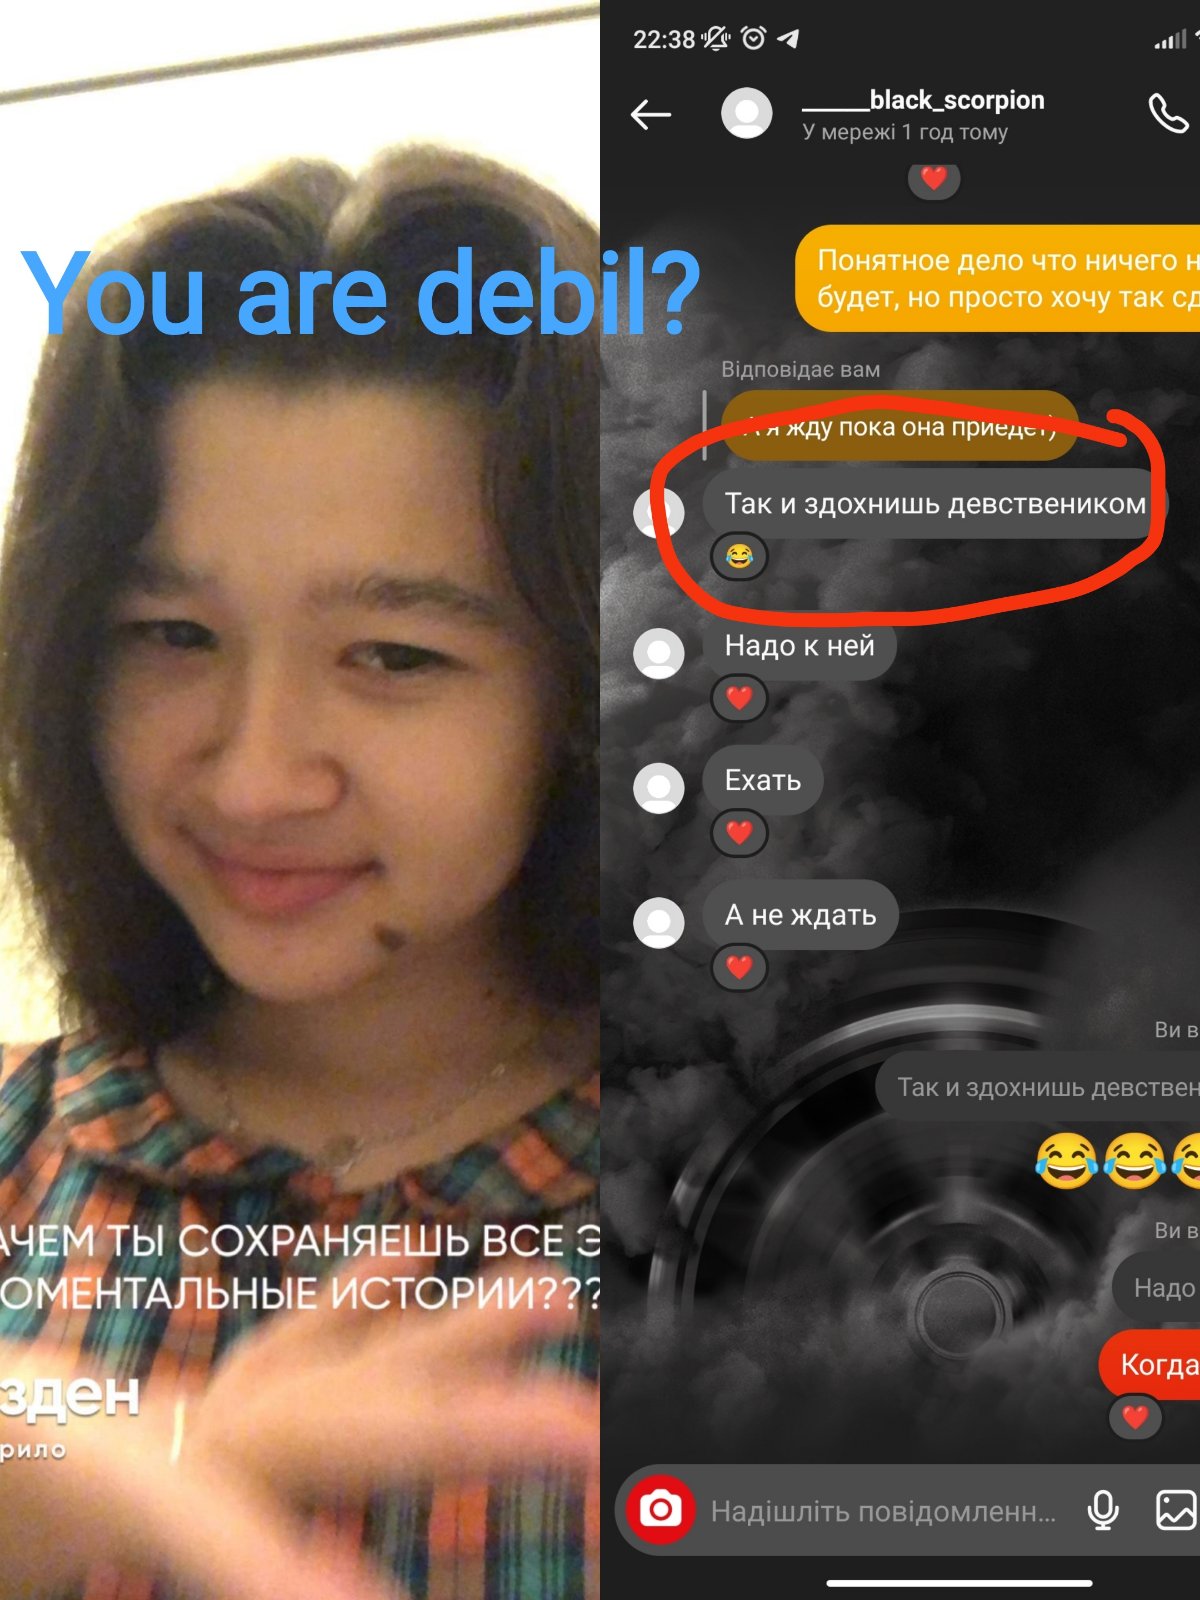 You are debil?
АЧЕМ ТЫ СОХРАНЯЕШЬ ВСЕ Э
ОМЕНТАЛЬНЫЕ ИСТОРИИ???
зден
рило
22:38
______black_scorpion
У мережі 1 год тому
Понятное дело что ничего н
будет, но просто хочу так сд
Відповідає вам
А я жду пока она приедет)
Так и здохнишь девствеником
Надо к ней
Ехать
А не ждать
Ви в
Так и здохнишь девствен
Ви в
Надо
Когда
Надішліть повідомленн...